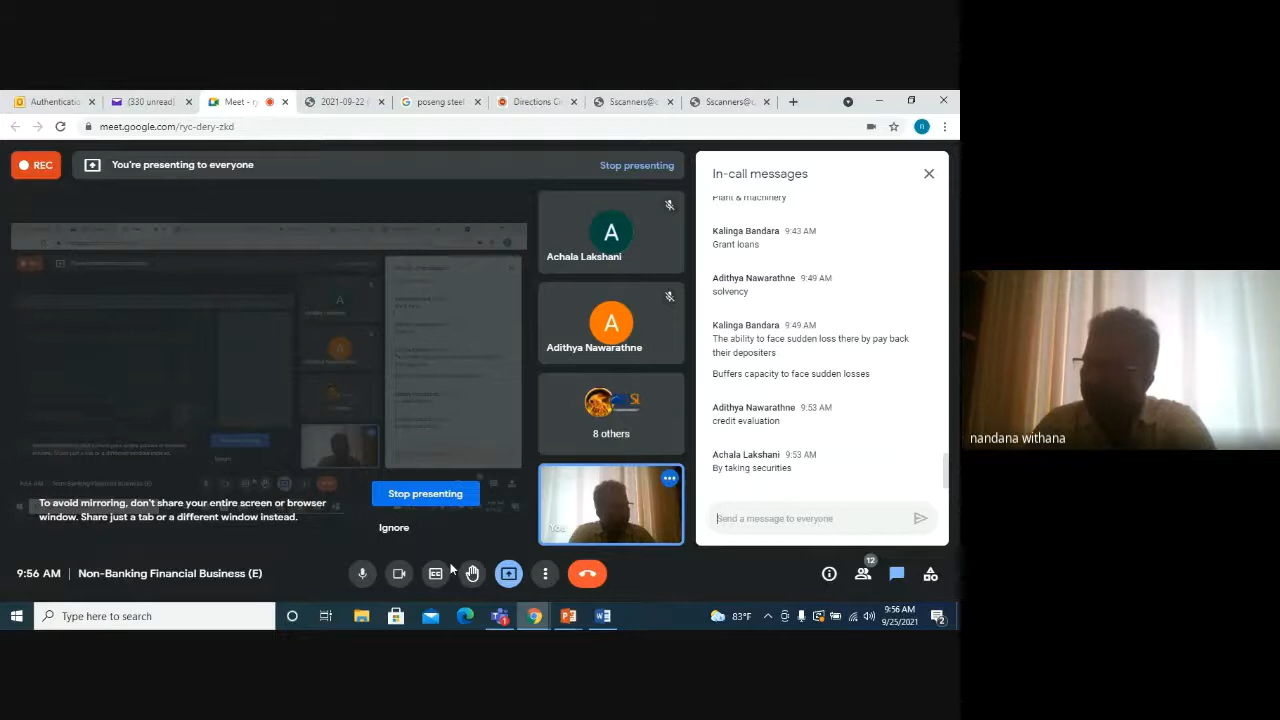 Authenticatio
(330 unread)
Meet - ry
2021-09-22
poseng steel
Directions Ci
Sscanners@c
Sscanners@
meet.google.com/ryc-dery-zkd
n
REC
You're presenting to everyone
Stop presenting
A
Achala Lakshani
A
Adithya Nawarathne
8 others
To avoid mirroring, don't share your entire screen or browser
window. Share just a tab or a different window instead.
Stop presenting
Ignore
You
In-call messages
Plant & machinery
Kalinga Bandara 9:43 AM
Grant loans
Adithya Nawarathne 9:49 AM
solvency
Kalinga Bandara 9:49 AM
The ability to face sudden loss there by pay back
their depositers
Buffers capacity to face sudden losses
Adithya Nawarathne 9:53 AM
credit evaluation
Achala Lakshani 9:53 AM
By taking securities
Send a message to everyone
9:56 AM | Non-Banking Financial Business (E)
12
Type here to search
83°F
9:56 AM
9/25/2021
2
nandana withana